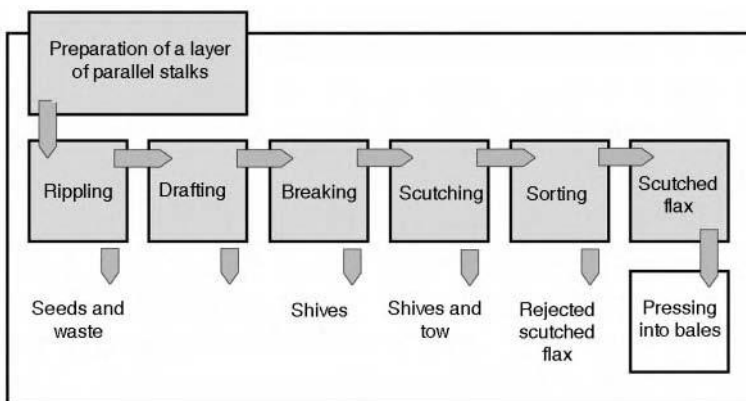 Preparation of a layer
of parallel stalks
Rippling
Drafting
Breaking
Scutching
Sorting
Scutched
flax
Seeds and
waste
Shives
Shives and
tow
Rejected
scutched
flax
Pressing
into bales